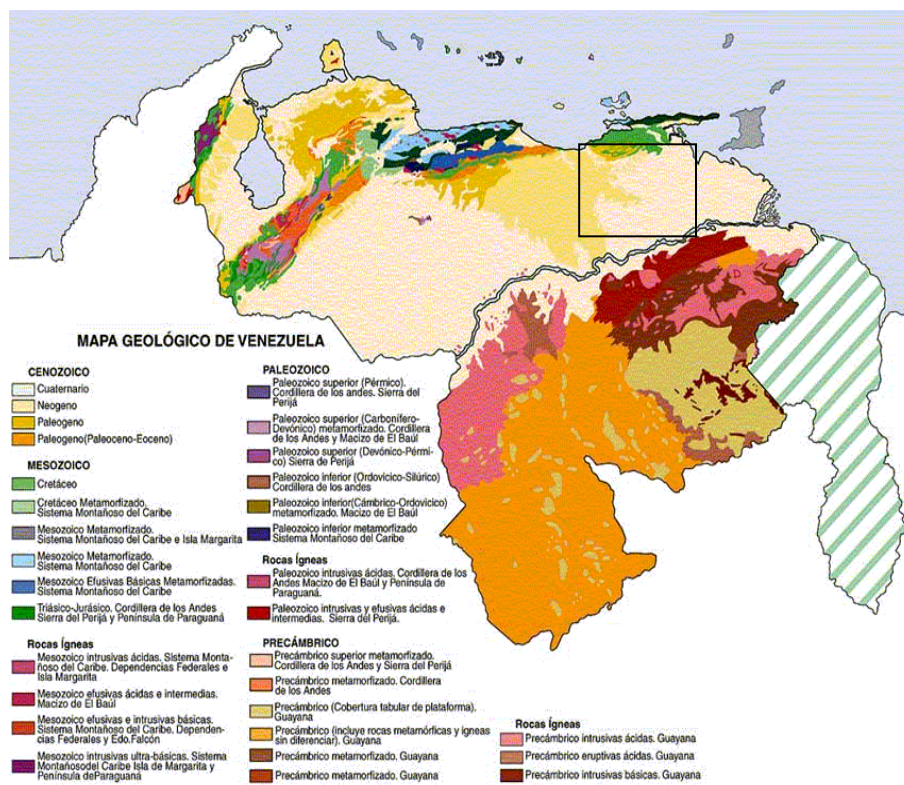 MAPA GEOLÓGICO DE VENEZUELA
CENOZOICO
Cuaternario
Neogeno
Paleogeno
Paleogeno(Paleoceno-Eoceno)
MESOZOICO
Cretáceo
Cretáceo Metamorfizado.
Sistema Montañoso del Caribe
Mesozoico Metamorfizado.
Sistema Montañoso del Caribe e Isla Margarita
Mesozoico Metamorfizado.
Sistema Montañoso del Caribe
Mesozoico Efusivas Básicas Metamorfizadas.
Sistema Montañoso del Caribe
Triásico-Jurásico. Cordillera de los Andes
Sierra del Perijá y Península de Paraguaná
Rocas Ígneas
Mesozoico intrusivas ácidas. Sistema Monta-
ñoso del Caribe. Dependencias Federales e
Isla Margarita
Mesozoico efusivas ácidas e intermedias.
Macizo de El Baúl
Mesozoico efusivas e intrusivas básicas.
Sistema Montañoso del Caribe. Dependen-
cias Federales y Edo.Falcón
Mesozoico intrusivas ultra-básicas. Sistema
Montañosodel Caribe Isla de Margarita y
Península deParaguaná
PALEOZOICO
Paleozoico superior (Pérmico).
Cordillera de los andes. Sierra del
Perijá
Paleozoico superior (Carbonífero-
Devónico) metamorfizado. Cordillera
de los Andes y Macizo de El Baúl
Paleozoico superior (Devónico-Pérmi-
co) Sierra de Perijá
Paleozoico inferior (Ordovicico-Silúrico)
Cordillera de los andes
Paleozoico inferior(Cámbrico-Ordovicico)
metamorfizado. Macizo de El Baúl
Paleozoico inferior metamorfizado
Sistema Montañoso del Caribe
Rocas Ígneas
Paleozoico intrusivas ácidas. Cordillera de los
Andes Macizo de El Baúl y Península de
Paraguaná.
Paleozoico intrusivas y efusivas ácidas e
intermedias. Sierra del Perijá.
PRECÁMBRICO
Precámbrico superior metamorfizado.
Cordillera de los Andes y Sierra del Perijá
Precámbrico metamorfizado. Cordillera
de los Andes
Precámbrico (Cobertura tabular de plataforma).
Guayana
Precámbrico (incluye rocas metamórficas y ígneas
sin diferenciar). Guayana
Precámbrico metamorfizado. Guayana
Precámbrico metamorfizado. Guayana
Rocas Ígneas
Precámbrico intrusivas ácidas. Guayana
Precámbrico eruptivas ácidas. Guayana
Precámbrico intrusivas básicas. Guayana